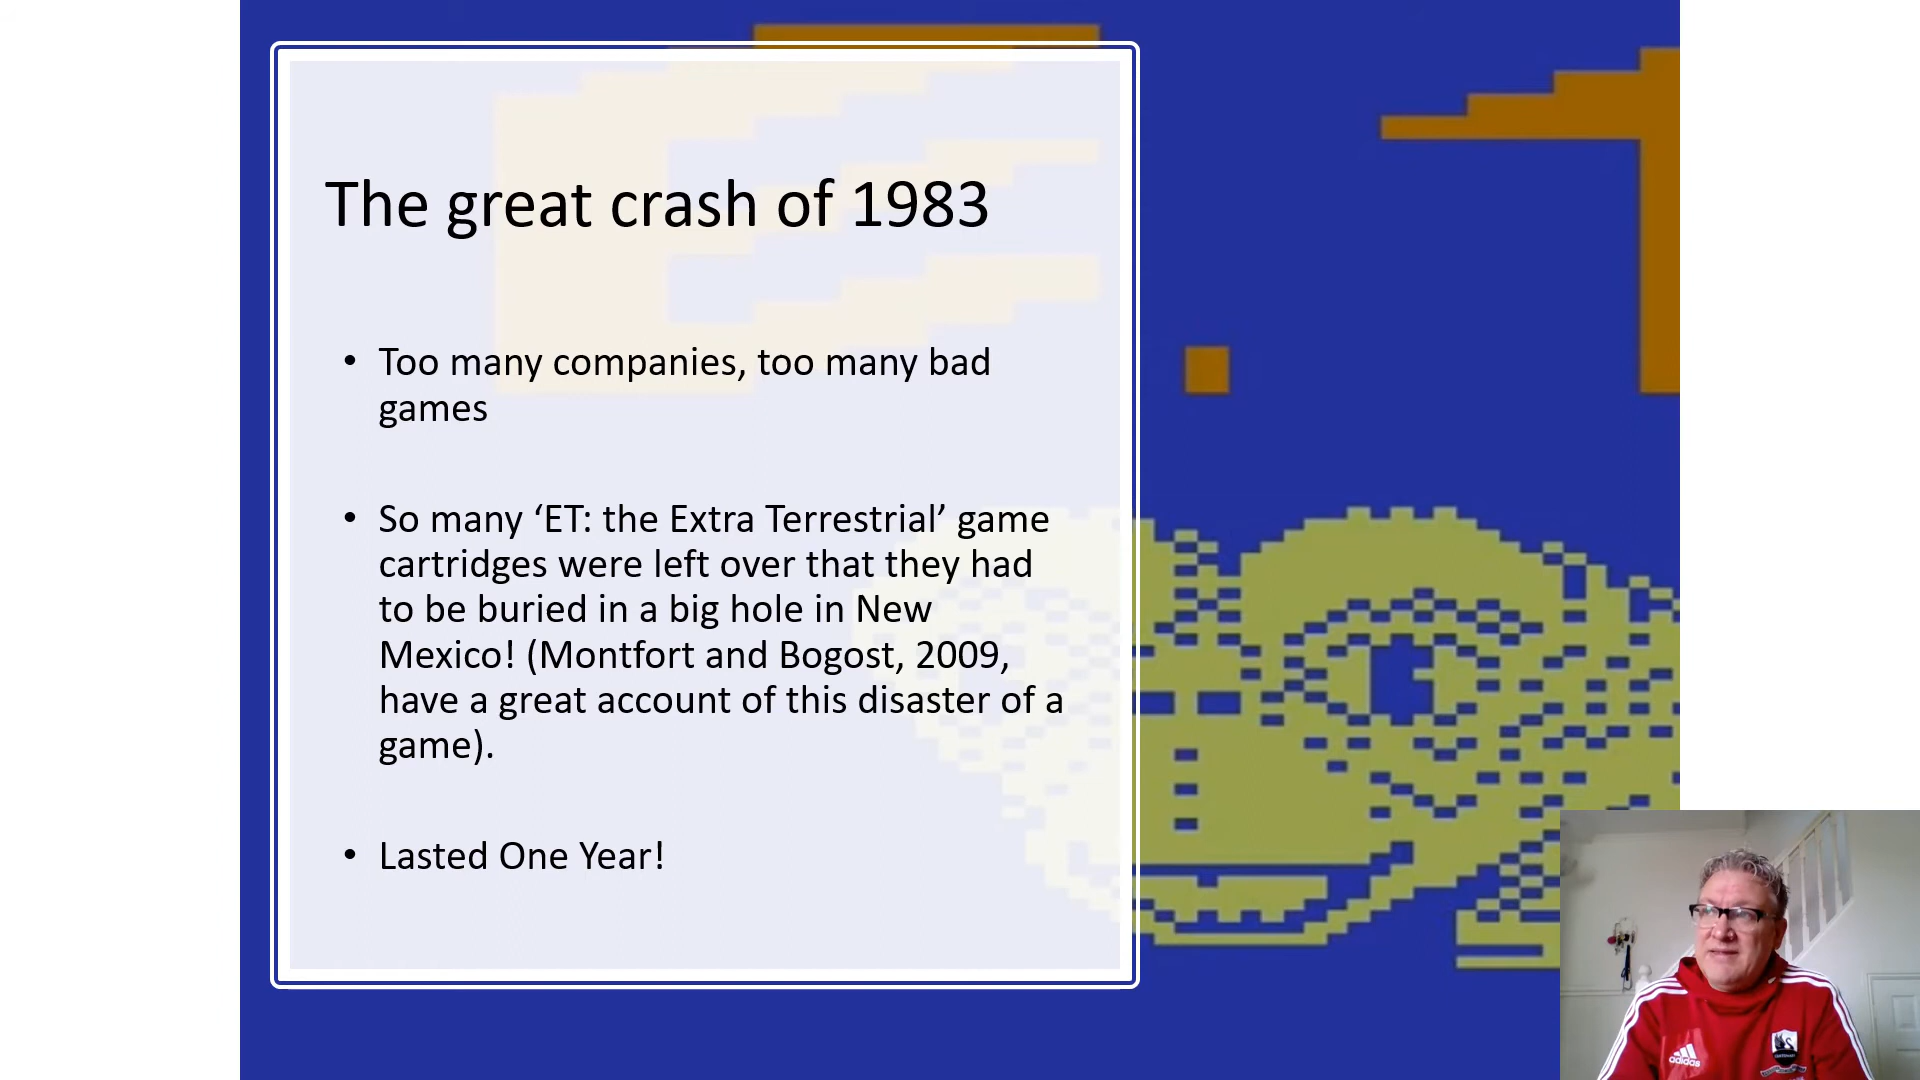 The great crash of 1983
• Too many companies, too many bad
games
• So many ‘ET: the Extra Terrestrial’ game
cartridges were left over that they had
to be buried in a big hole in New
Mexico! (Montfort and Bogost, 2009,
have a great account of this disaster of a
game).
• Lasted One Year!
adidas